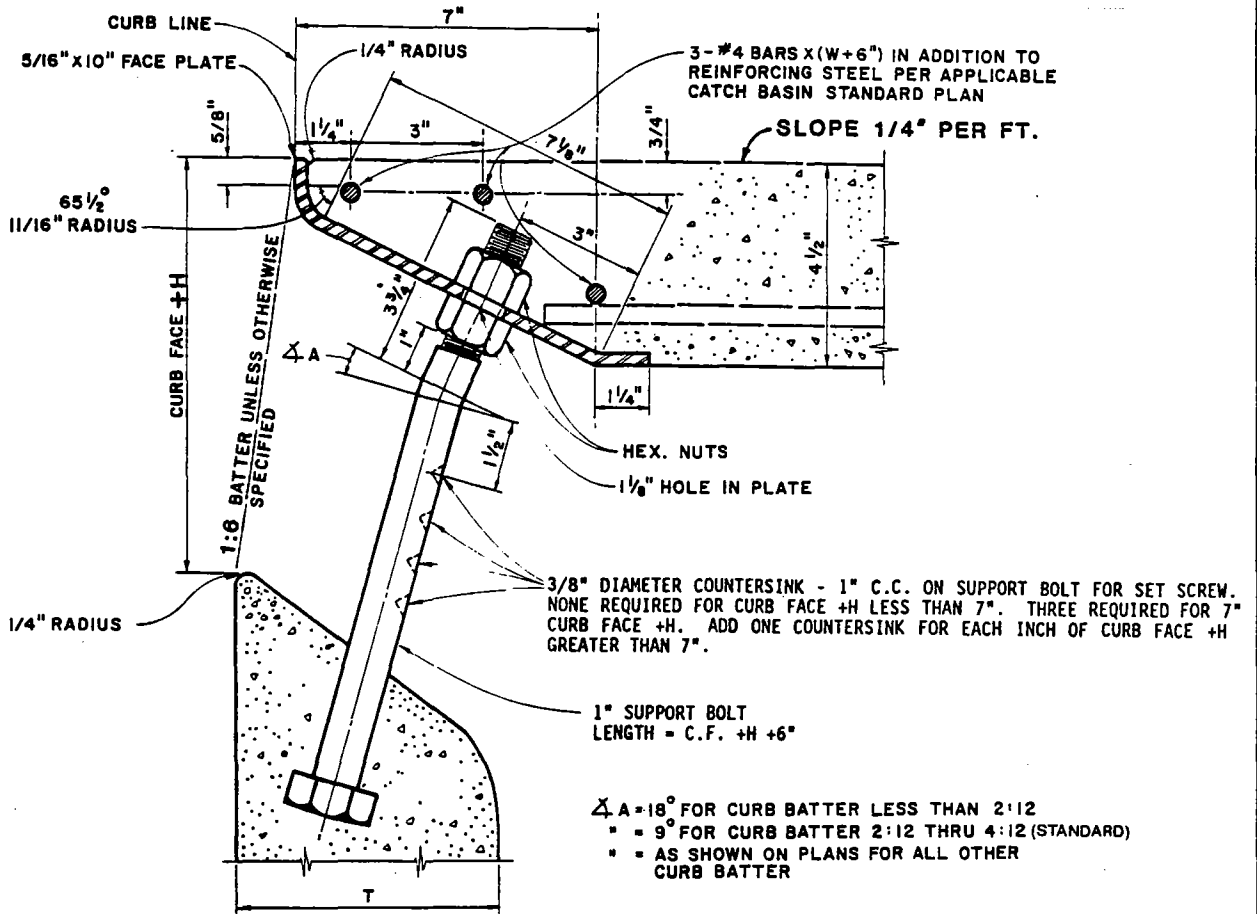 7"
CURB LINE
5/16" X 10" FACE PLATE
1/4" RADIUS
3-#4 BARS X (W+6") IN ADDITION TO
REINFORCING STEEL PER APPLICABLE
CATCH BASIN STANDARD PLAN
5/8"
1 1/4"
3"
7 1/8"
3/4"
SLOPE 1/4" PER FT.
65 1/2°
11/16" RADIUS
3"
4 1/2"
3 3/4"
1"
∡ A
CURB FACE +H
1:6 BATTER UNLESS OTHERWISE
SPECIFIED
1 1/4"
1 1/2"
HEX. NUTS
1 1/8" HOLE IN PLATE
3/8" DIAMETER COUNTERSINK - 1" C.C. ON SUPPORT BOLT FOR SET SCREW.
NONE REQUIRED FOR CURB FACE +H LESS THAN 7". THREE REQUIRED FOR 7"
CURB FACE +H. ADD ONE COUNTERSINK FOR EACH INCH OF CURB FACE +H
GREATER THAN 7".
1/4" RADIUS
1" SUPPORT BOLT
LENGTH = C.F. +H +6"
∡ A = 18° FOR CURB BATTER LESS THAN 2:12
" = 9° FOR CURB BATTER 2:12 THRU 4:12 (STANDARD)
" = AS SHOWN ON PLANS FOR ALL OTHER
CURB BATTER
T